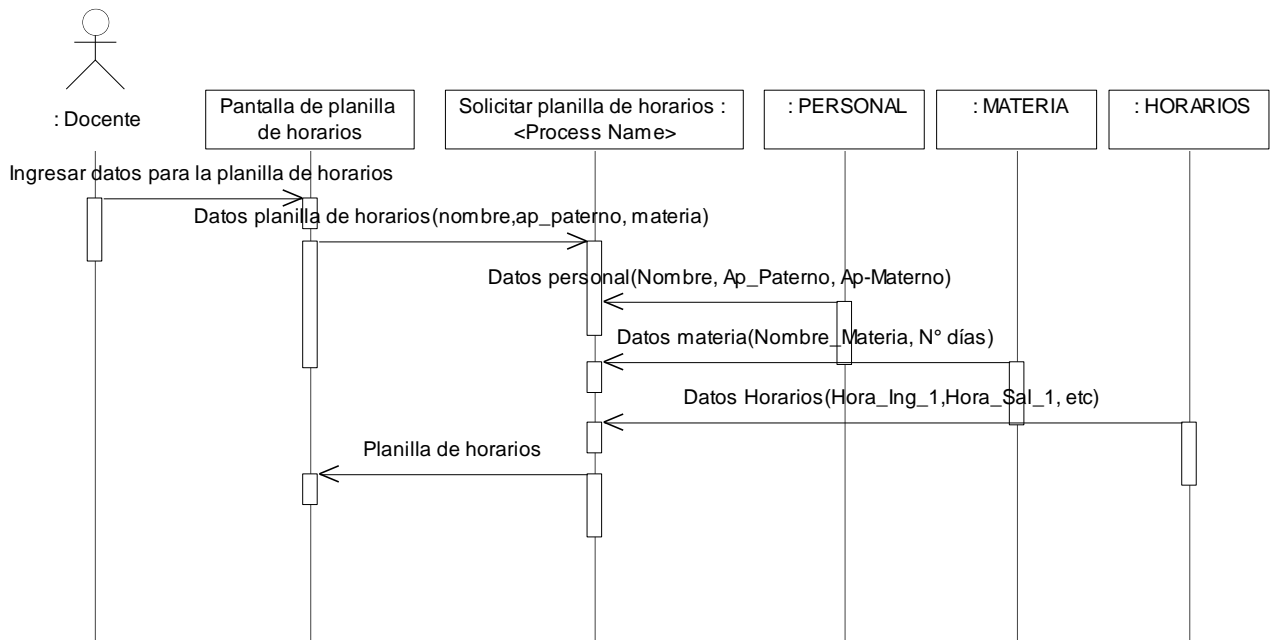 : Docente
Pantalla de planilla
de horarios
Solicitar planilla de horarios :
<Process Name>
: PERSONAL
: MATERIA
: HORARIOS
Ingresar datos para la planilla de horarios
Datos planilla de horarios(nombre,ap_paterno, materia)
Datos personal(Nombre, Ap_Paterno, Ap-Materno)
Datos materia(Nombre_Materia, N° días)
Datos Horarios(Hora_Ing_1,Hora_Sal_1, etc)
Planilla de horarios